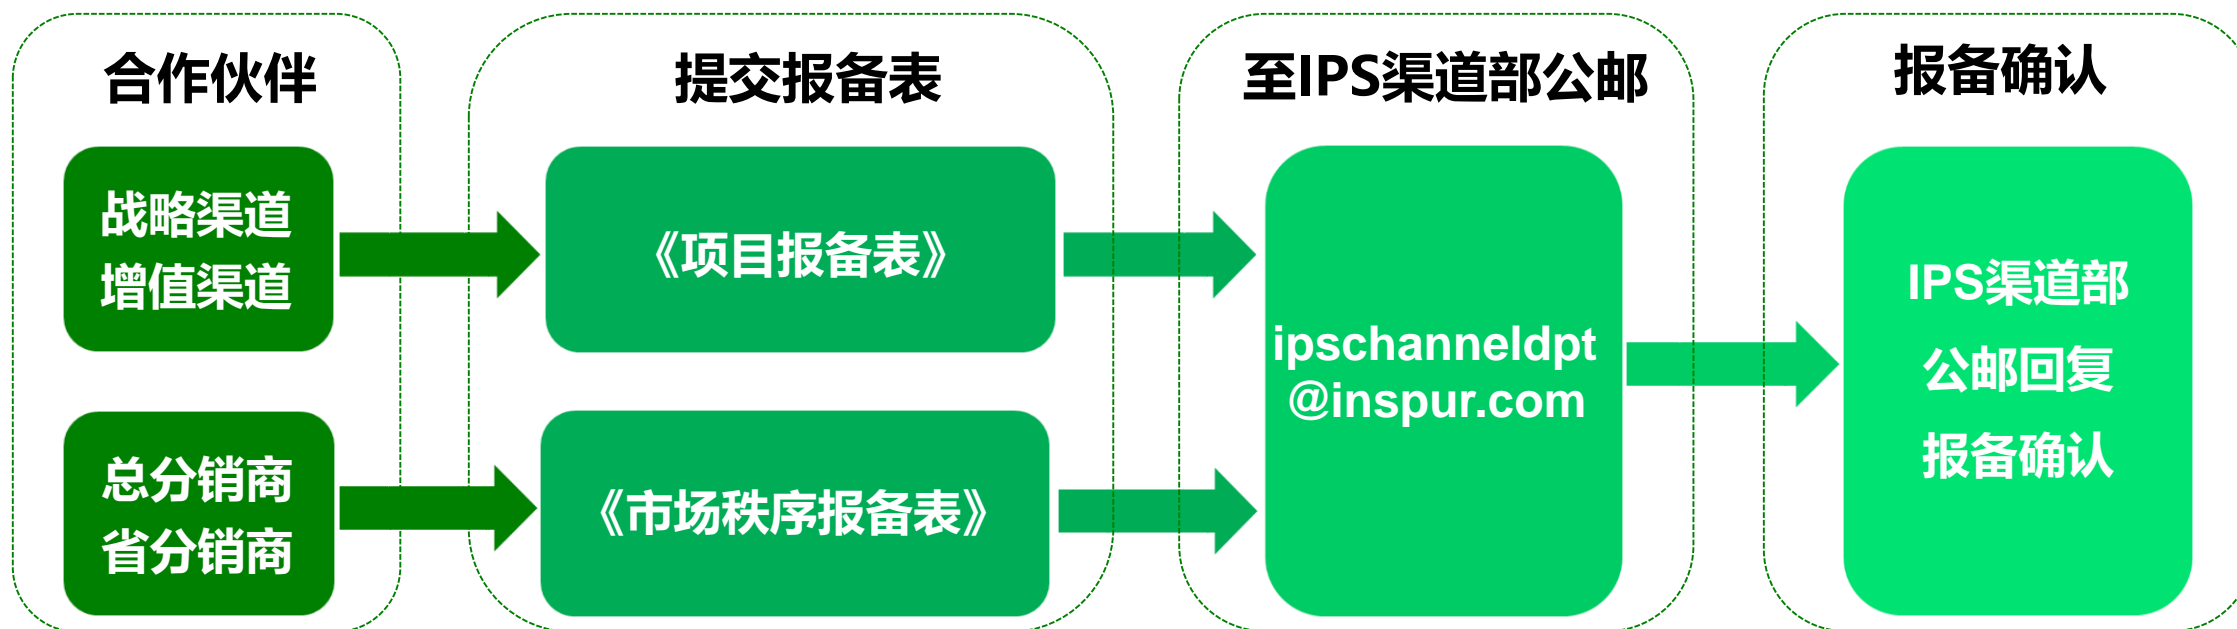 合作伙伴
提交报备表
至IPS渠道部公邮
报备确认
战略渠道
增值渠道
《项目报备表》
总分销商
省分销商
《市场秩序报备表》
ipschanneldpt
@inspur.com
IPS渠道部
公邮回复
报备确认